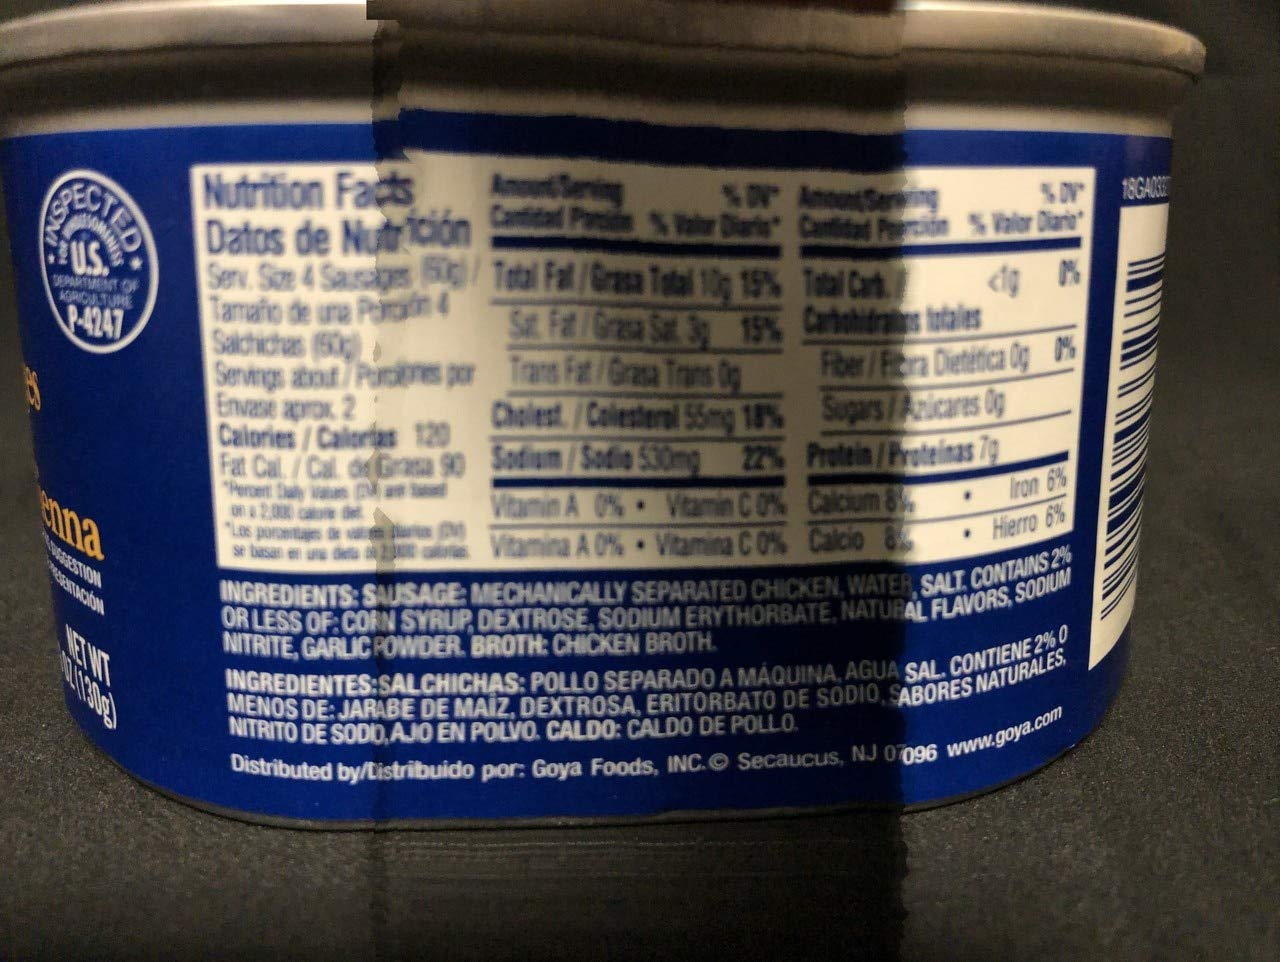 INSPECTED
FOR WHOLESOMENESS
U.S.
DEPARTMENT OF
AGRICULTURE
P-4247
enna
SUGGESTION
NET WT
OZ (130g)
Nutrition Facts
Datos de Nutrición
Serv. Size 4 Sausages (60g) /
Tamaño de una Porción 4
Salchichas (60g)
Servings about / Porciones por
Envase aprox. 2
Calories / Calorías 120
Fat Cal. / Cal. de Grasa 90
*Percent Daily Values (DV) are based
on a 2,000 calorie diet.
*Los porcentajes de valores diarios (DV)
se basan en una dieta de 2,000 calorías.
Amount/Serving % DV*
Cantidad Porción % Valor Diario*
Total Fat / Grasa Total 10g 15%
Sat. Fat / Grasa Sat. 3g 15%
Trans Fat / Grasa Trans 0g
Cholest. / Colesterol 55mg 18%
Sodium / Sodio 530mg 22%
Vitamin A 0% • Vitamin C 0%
Vitamina A 0% • Vitamina C 0%
Amount/Serving % DV*
Cantidad Porción % Valor Diario*
Total Carb. / <1g 0%
Carbohidratos totales
Fiber / Fibra Dietética 0g 0%
Sugars / Azúcares 0g
Protein / Proteínas 7g
Calcium 8% • Iron 6%
Calcio 8% • Hierro 6%
INGREDIENTS: SAUSAGE: MECHANICALLY SEPARATED CHICKEN, WATER, SALT. CONTAINS 2%
OR LESS OF: CORN SYRUP, DEXTROSE, SODIUM ERYTHORBATE, NATURAL FLAVORS, SODIUM
NITRITE, GARLIC POWDER. BROTH: CHICKEN BROTH.
INGREDIENTES: SALCHICHAS: POLLO SEPARADO A MÁQUINA, AGUA, SAL. CONTIENE 2% O
MENOS DE: JARABE DE MAÍZ, DEXTROSA, ERITORBATO DE SODIO, SABORES NATURALES,
NITRITO DE SODIO, AJO EN POLVO. CALDO: CALDO DE POLLO.
Distributed by/Distribuido por: Goya Foods, INC.© Secaucus, NJ 07096 www.goya.com